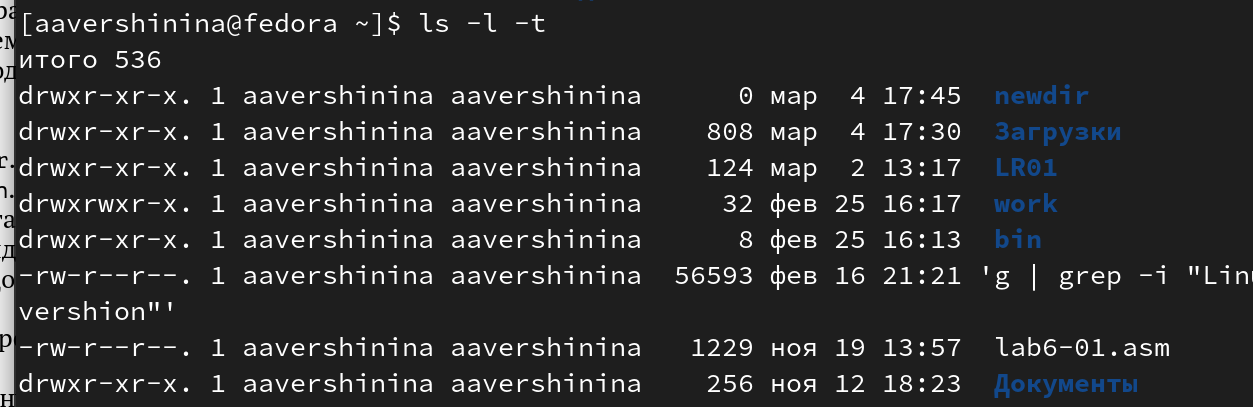 [aavershinina@fedora ~]$ ls -l -t
итого 536
drwxr-xr-x. 1 aavershinina aavershinina 0 мар 4 17:45 newdir
drwxr-xr-x. 1 aavershinina aavershinina 808 мар 4 17:30 Загрузки
drwxr-xr-x. 1 aavershinina aavershinina 124 мар 2 13:17 LR01
drwxrwxr-x. 1 aavershinina aavershinina 32 фев 25 16:17 work
drwxr-xr-x. 1 aavershinina aavershinina 8 фев 25 16:13 bin
-rw-r--r--. 1 aavershinina aavershinina 56593 фев 16 21:21 'g | grep -i "Lin
vershion"'
-rw-r--r--. 1 aavershinina aavershinina 1229 ноя 19 13:57 lab6-01.asm
drwxr-xr-x. 1 aavershinina aavershinina 256 ноя 12 18:23 Документы